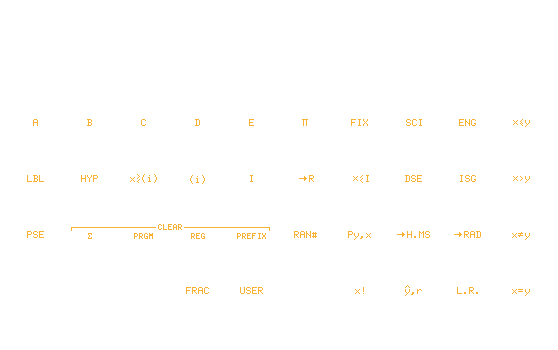 A B C D E π FIX SCI ENG x≤y
LBL HYP x≷(i) (i) I →R x≷I DSE ISG x>y
CLEAR
PSE Σ PRGM REG PREFIX RAN# Py,x →H.MS →RAD x≠y
FRAC USER x! ŷ,r L.R. x=y